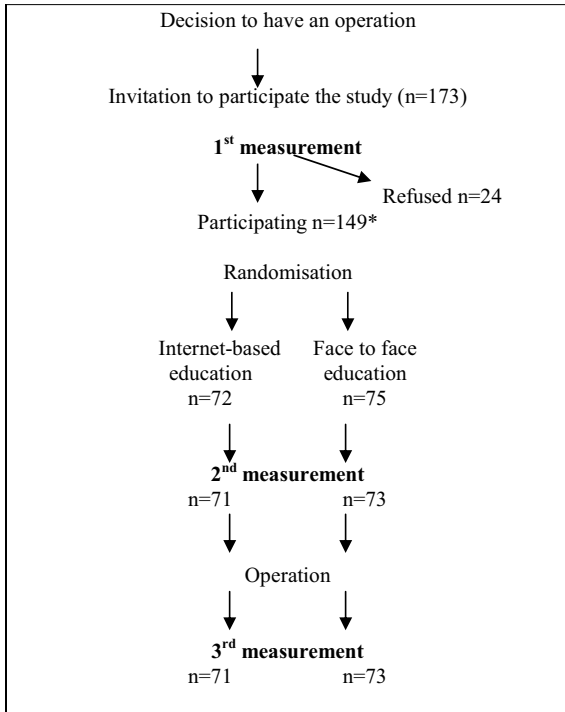 Decision to have an operation
Invitation to participate the study (n=173)
1st measurement
Refused n=24
Participating n=149*
Randomisation
Internet-based education n=72
Face to face education n=75
2nd measurement
n=71 n=73
Operation
3rd measurement
n=71 n=73